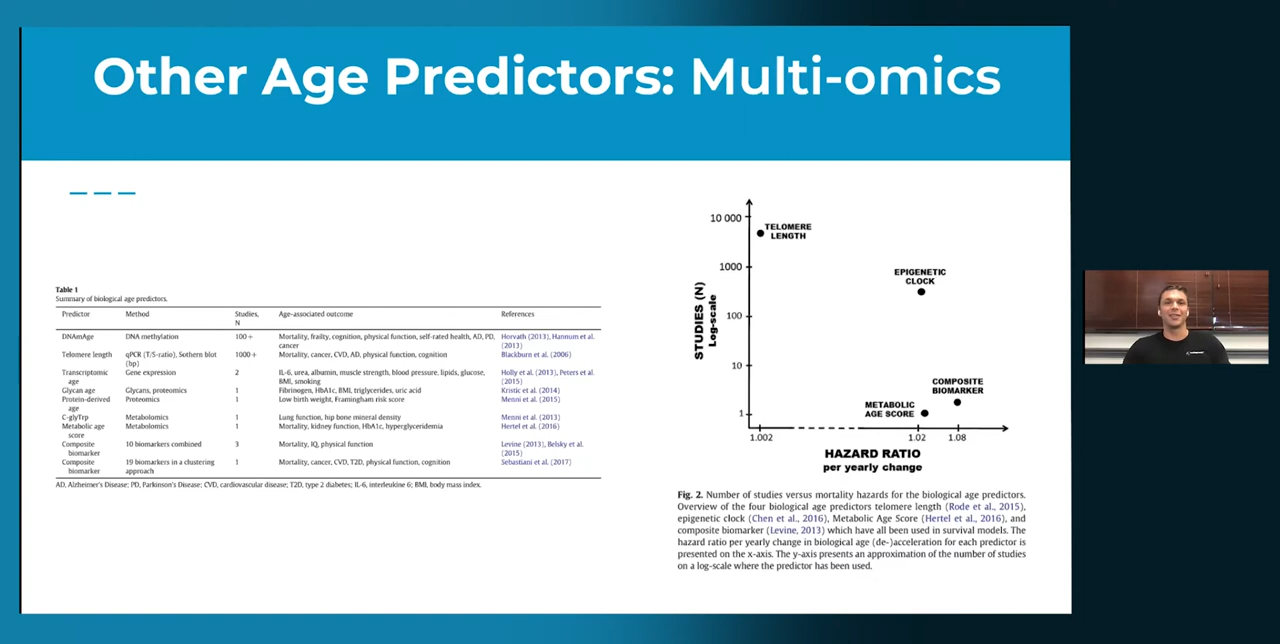 Other Age Predictors: Multi-omics
Table 1
Summary of biological age predictors.
Predictor Method Studies, N Age-associated outcome References
DNAmAge DNA methylation 100+ Mortality, frailty, cognition, physical function, self-rated health, AD, PD, cancer Horvath (2013), Hannum et al. (2013)
Telomere length qPCR (T/S-ratio), Sothern blot (bp) 1000+ Mortality, cancer, CVD, AD, physical function, cognition Blackburn et al. (2006)
Transcriptomic age Gene expression 2 IL-6, urea, albumin, muscle strength, blood pressure, lipids, glucose, BMI, smoking Holly et al. (2013), Peters et al. (2015)
Glycan age Glycans, proteomics 1 Fibrinogen, HbA1c, BMI, triglycerides, uric acid Kristic et al. (2014)
Protein-derived age Proteomics 1 Low birth weight, Framingham risk score Menni et al. (2015)
C-glyTrp Metabolomics 1 Lung function, hip bone mineral density Menni et al. (2013)
Metabolic age score Metabolomics 1 Mortality, kidney function, HbA1c, hyperglyceridemia Hertel et al. (2016)
Composite biomarker 10 biomarkers combined 3 Mortality, IQ, physical function Levine (2013), Belsky et al. (2015)
Composite biomarker 19 biomarkers in a clustering approach 1 Mortality, cancer, CVD, T2D, physical function, cognition Sebastiani et al. (2017)
AD, Alzheimer's Disease; PD, Parkinson's Disease; CVD, cardiovascular disease; T2D, type 2 diabetes; IL-6, interleukine 6; BMI, body mass index.
STUDIES (N)
Log-scale
10 000
1000
100
10
1
TELOMERE
LENGTH
EPIGENETIC
CLOCK
COMPOSITE
BIOMARKER
METABOLIC
AGE SCORE
1.002 1.02 1.08
HAZARD RATIO
per yearly change
Fig. 2. Number of studies versus mortality hazards for the biological age predictors.
Overview of the four biological age predictors telomere length (Rode et al., 2015),
epigenetic clock (Chen et al., 2016), Metabolic Age Score (Hertel et al., 2016), and
composite biomarker (Levine, 2013) which have all been used in survival models. The
hazard ratio per yearly change in biological age (de-)acceleration for each predictor is
presented on the x-axis. The y-axis presents an approximation of the number of studies
on a log-scale where the predictor has been used.